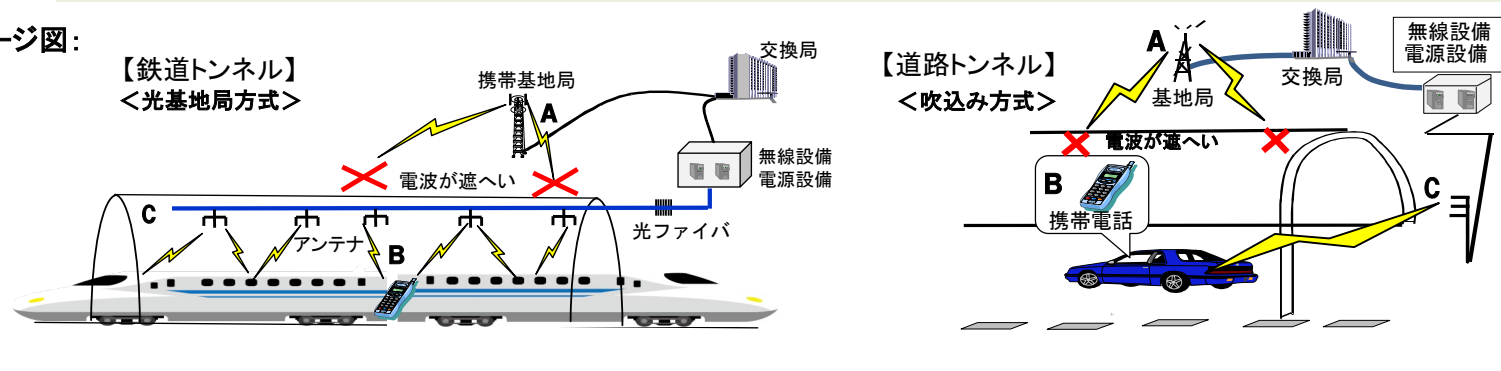 ージ図：
【鉄道トンネル】
＜光基地局方式＞
携帯基地局
A
交換局
無線設備
電源設備
電波が遮へい
C
アンテナ
B
光ファイバ
【道路トンネル】
＜吹込み方式＞
A
基地局
交換局
無線設備
電源設備
電波が遮へい
B
携帯電話
C